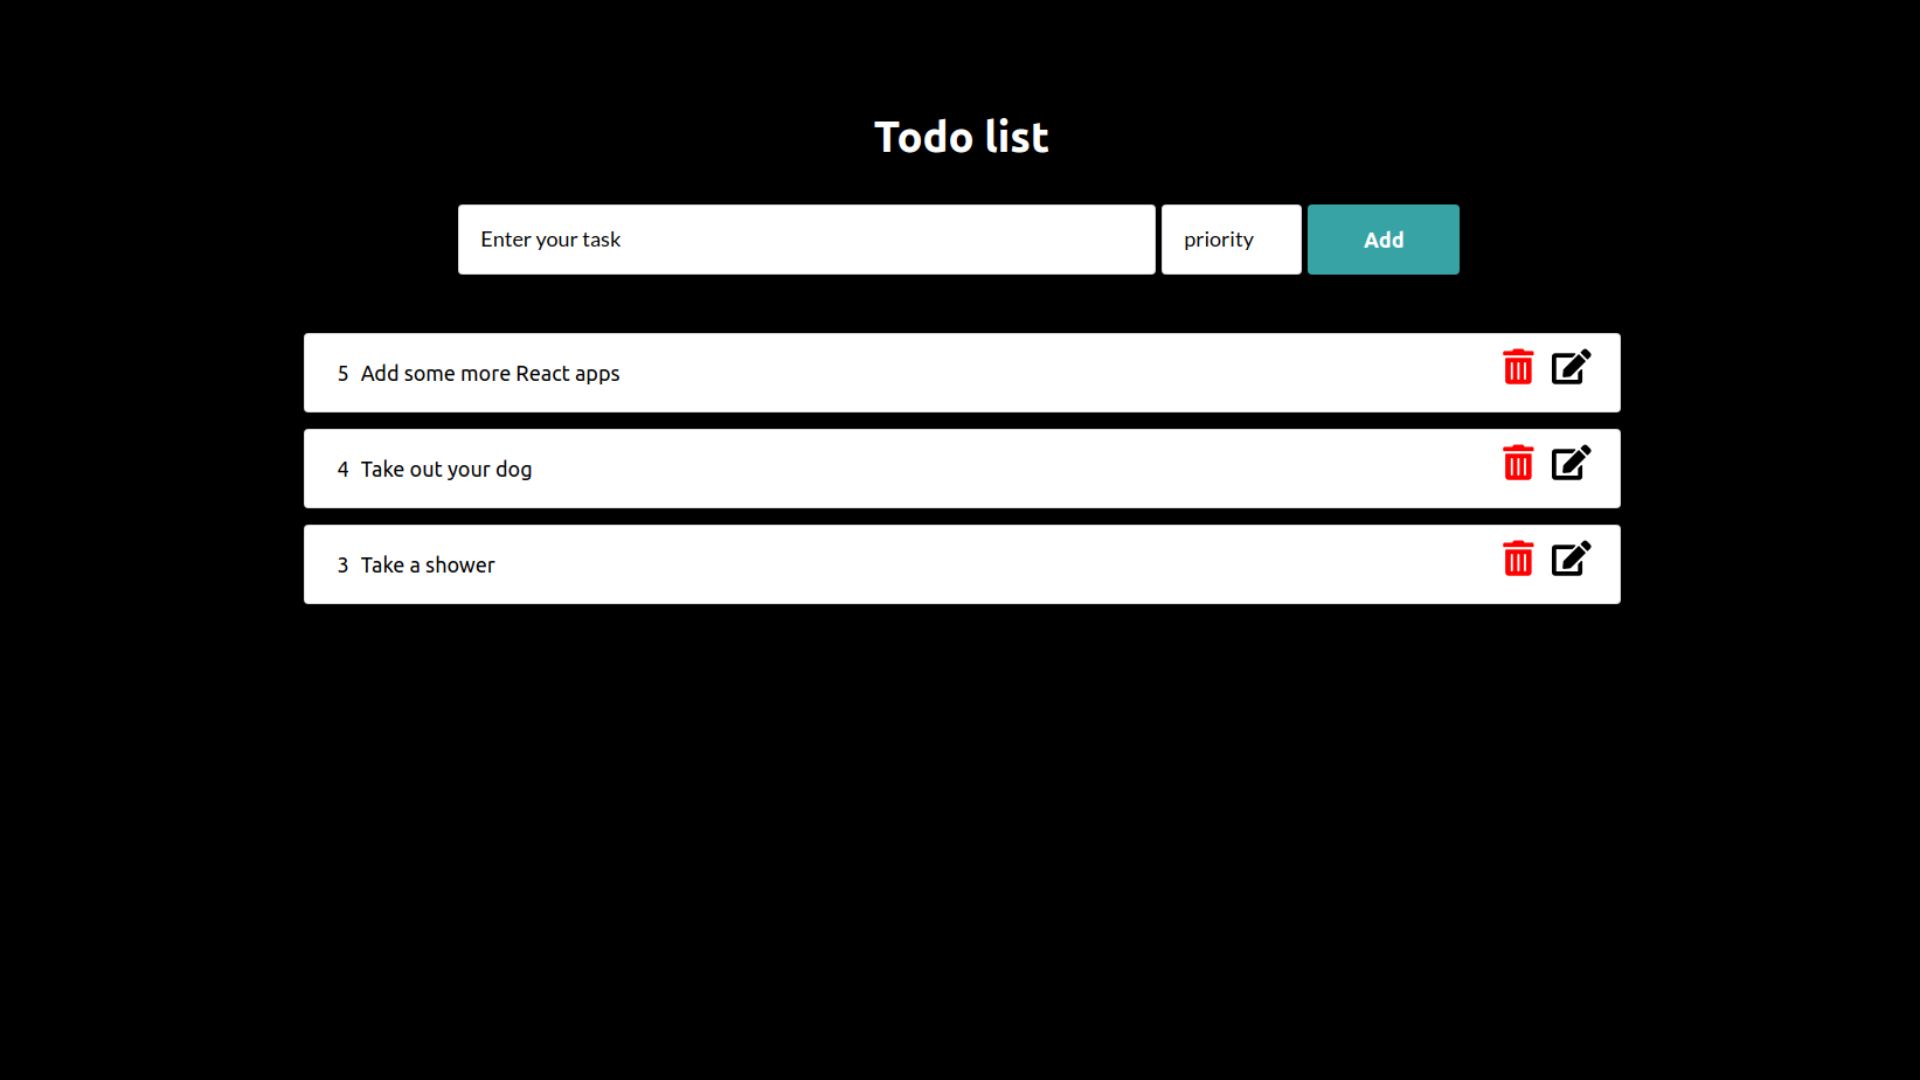 Todo list
Enter your task priority Add
5 Add some more React apps
4 Take out your dog
3 Take a shower